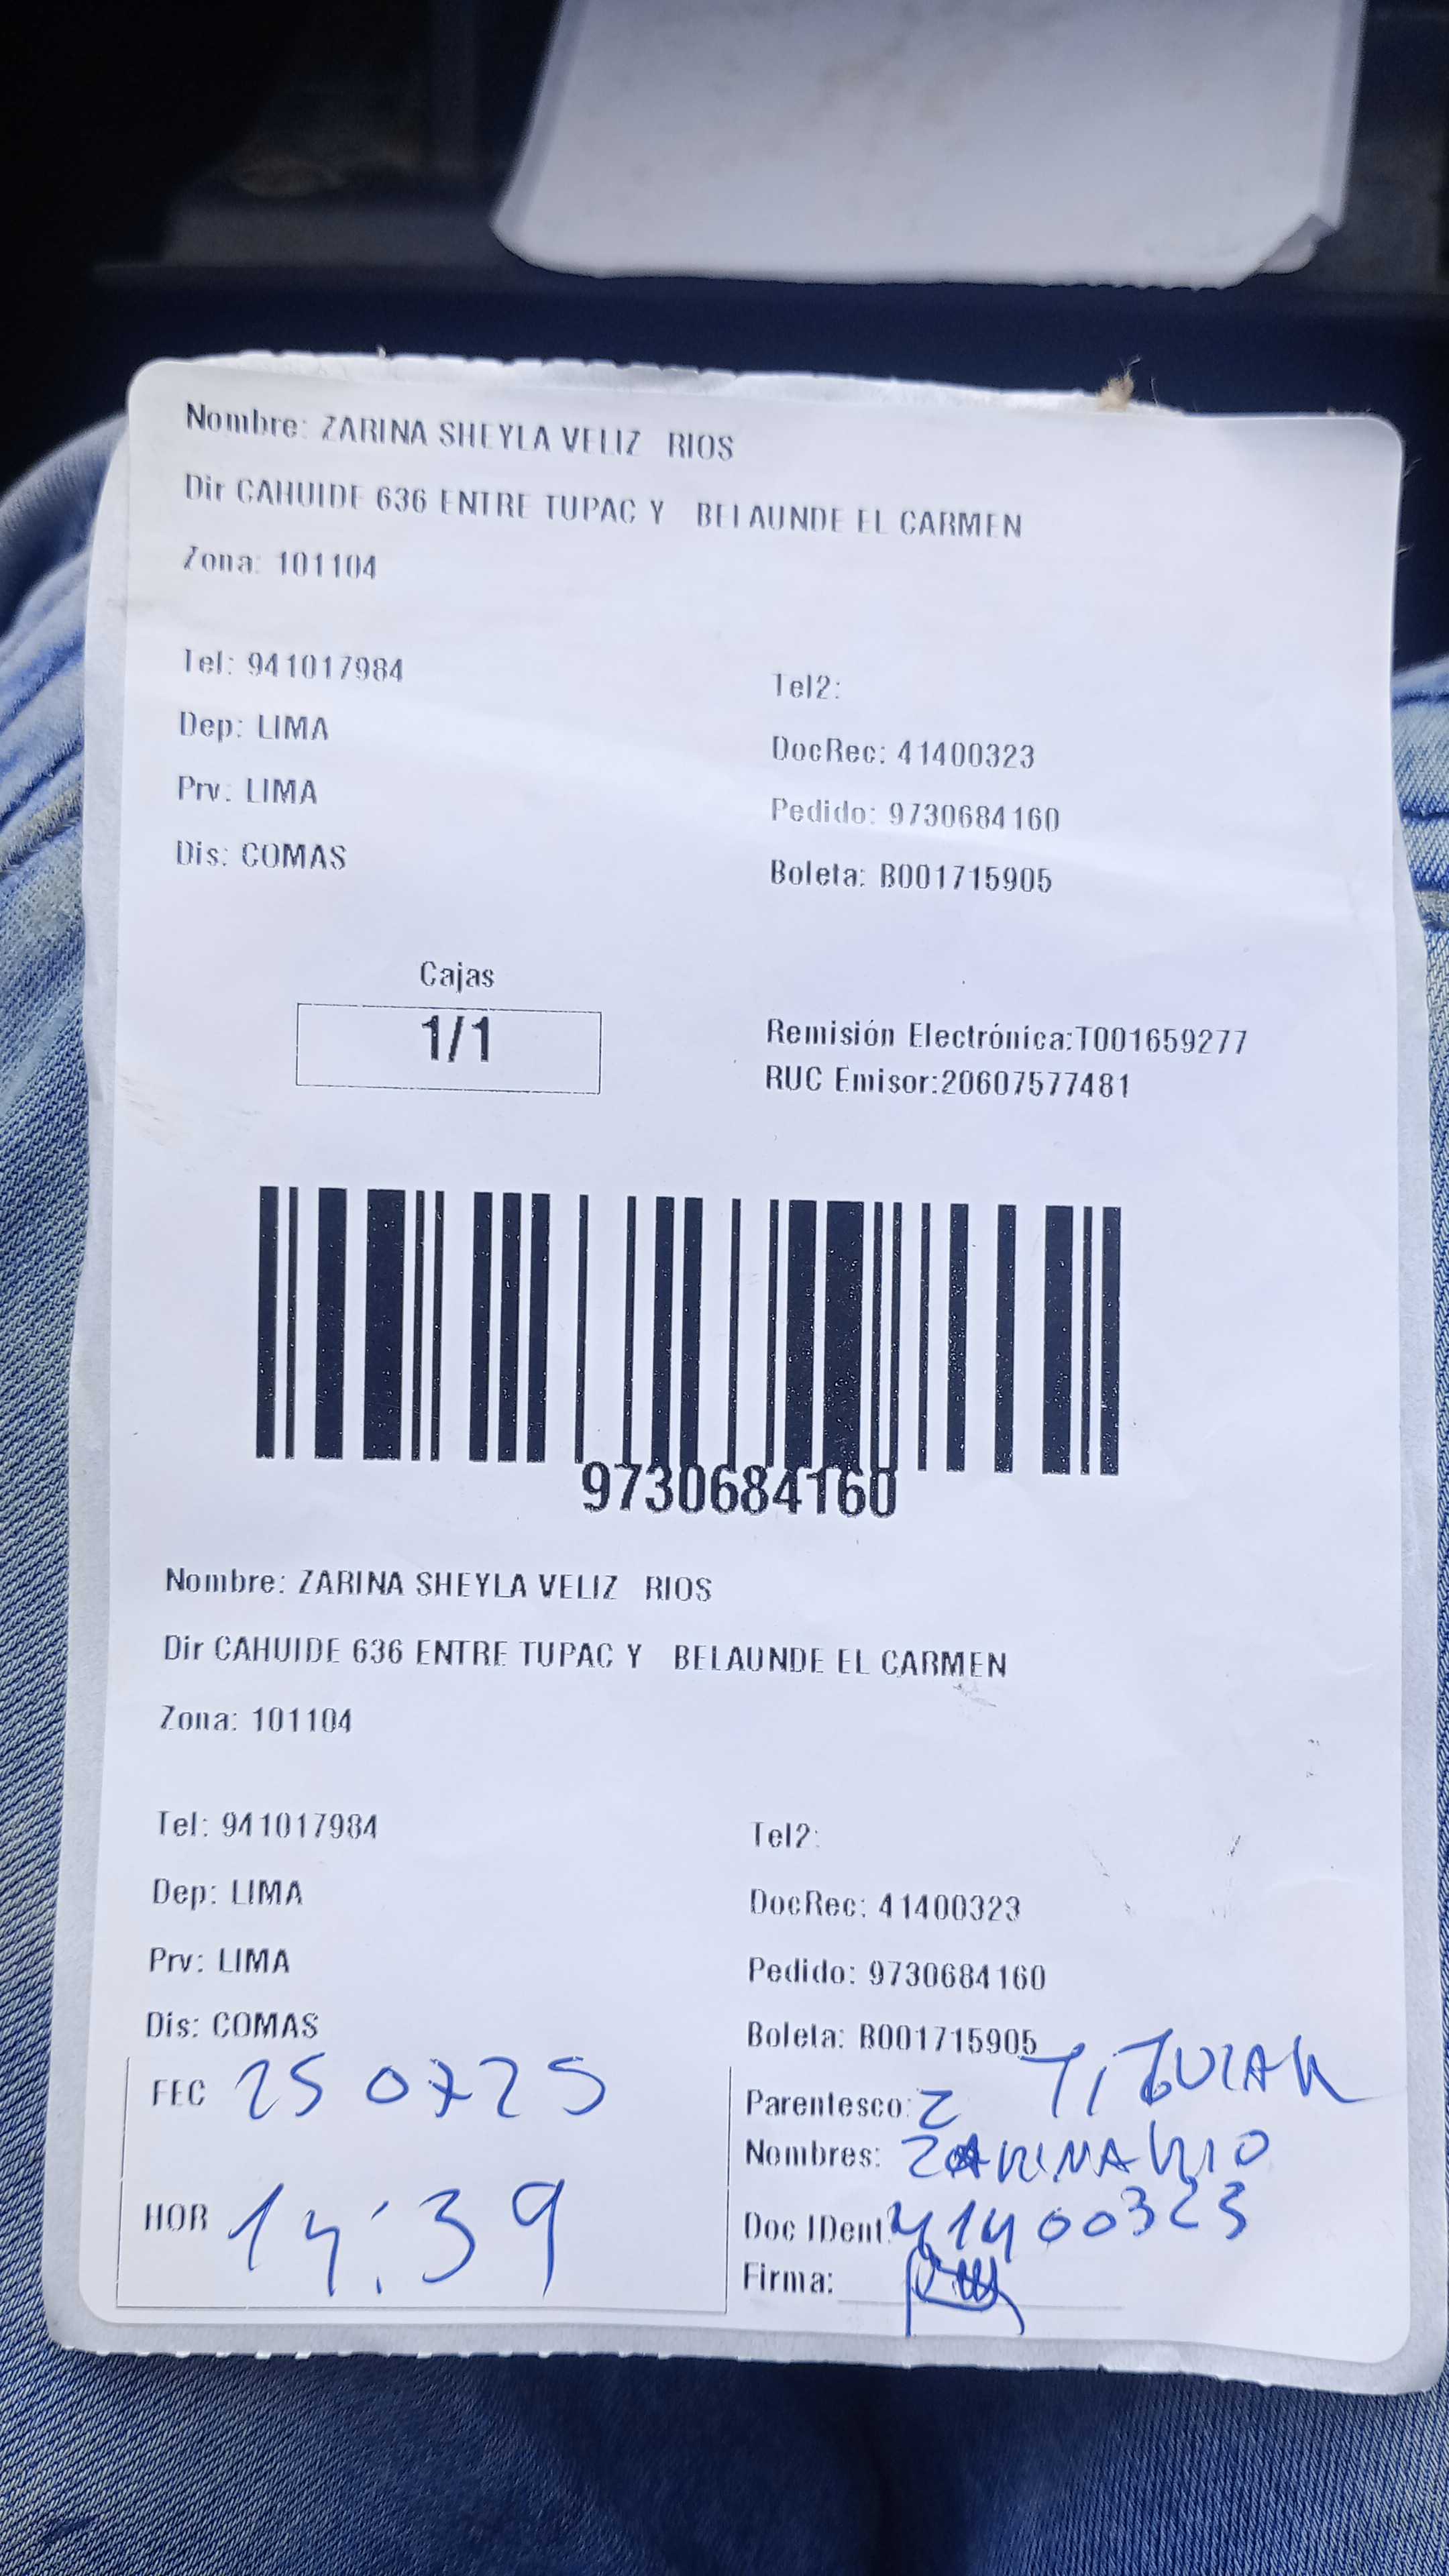 Nombre: ZARINA SHEYLA VELIZ RIOS
Dir CAHUIDE 636 ENTRE TUPAC Y BELAUNDE EL CARMEN
Zona: 101104
Tel: 941017984
Tel2:
Dep: LIMA
DocRec: 41400323
Prv: LIMA
Pedido: 9730684160
Dis: COMAS
Boleta: B001715905
Cajas
1/1
Remisión Electrónica:T001659277
RUC Emisor:20607577481
9730684160
Nombre: ZARINA SHEYLA VELIZ RIOS
Dir CAHUIDE 636 ENTRE TUPAC Y BELAUNDE EL CARMEN
Zona: 101104
Tel: 941017984
Tel2:
Dep: LIMA
DocRec: 41400323
Prv: LIMA
Pedido: 9730684160
Dis: COMAS
Boleta: B001715905
FEC 250725
Parentesco: Z TITULAR
Nombres: ZARINA RIO
HOR 14:39
Doc IDent 41400323
Firma: